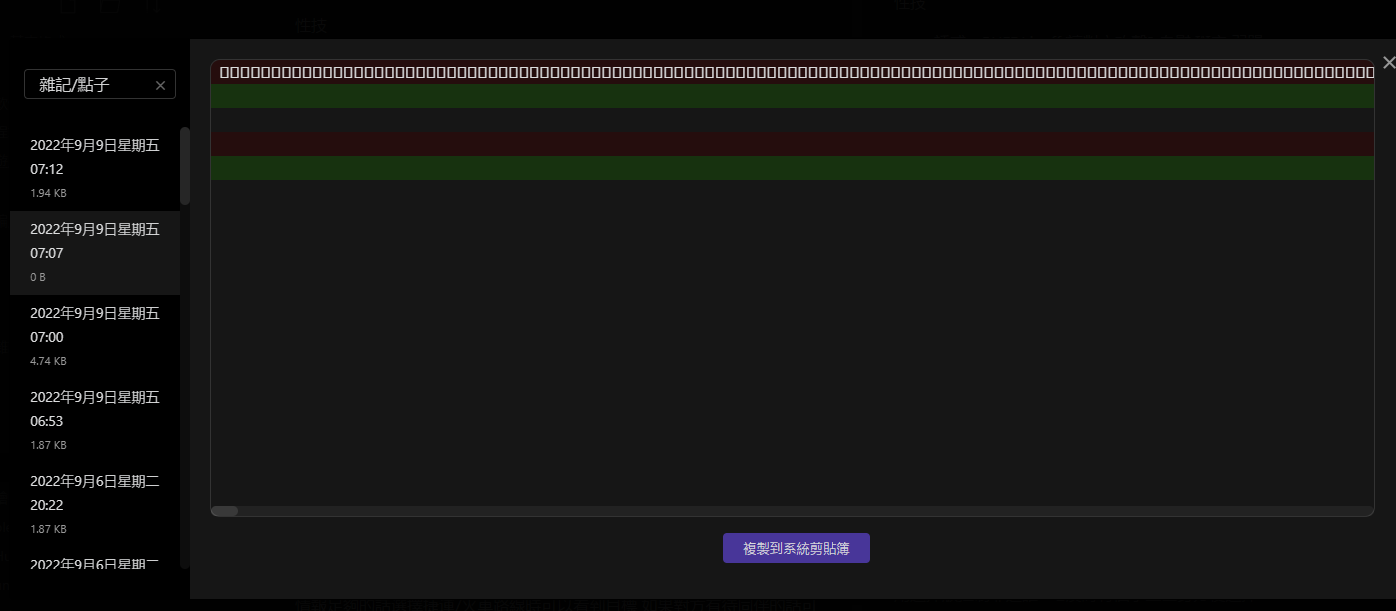 性技
雜記/點子
2022年9月9日星期五
07:12
1.94 KB
2022年9月9日星期五
07:07
0 B
2022年9月9日星期五
07:00
4.74 KB
2022年9月9日星期五
06:53
1.87 KB
2022年9月6日星期二
20:22
1.87 KB
2022年9月6日星期二
複製到系統剪貼簿